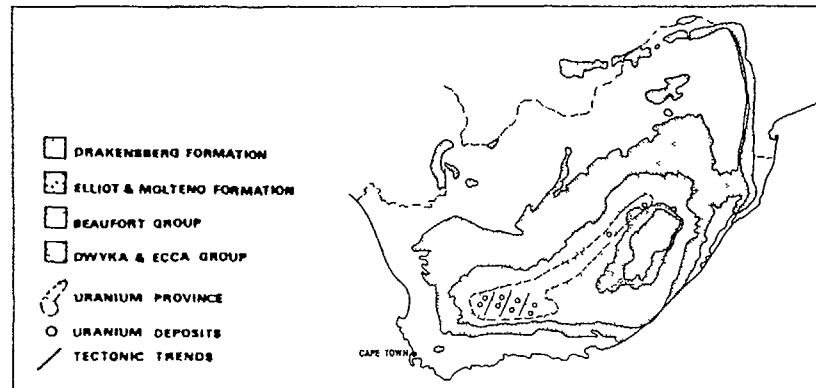 DRAKENSBERG FORMATION
ELLIOT & MOLTENO FORMATION
BEAUFORT GROUP
DWYKA & ECCA GROUP
URANIUM PROVINCE
URANIUM DEPOSITS
TECTONIC TRENDS
CAPE TOWN